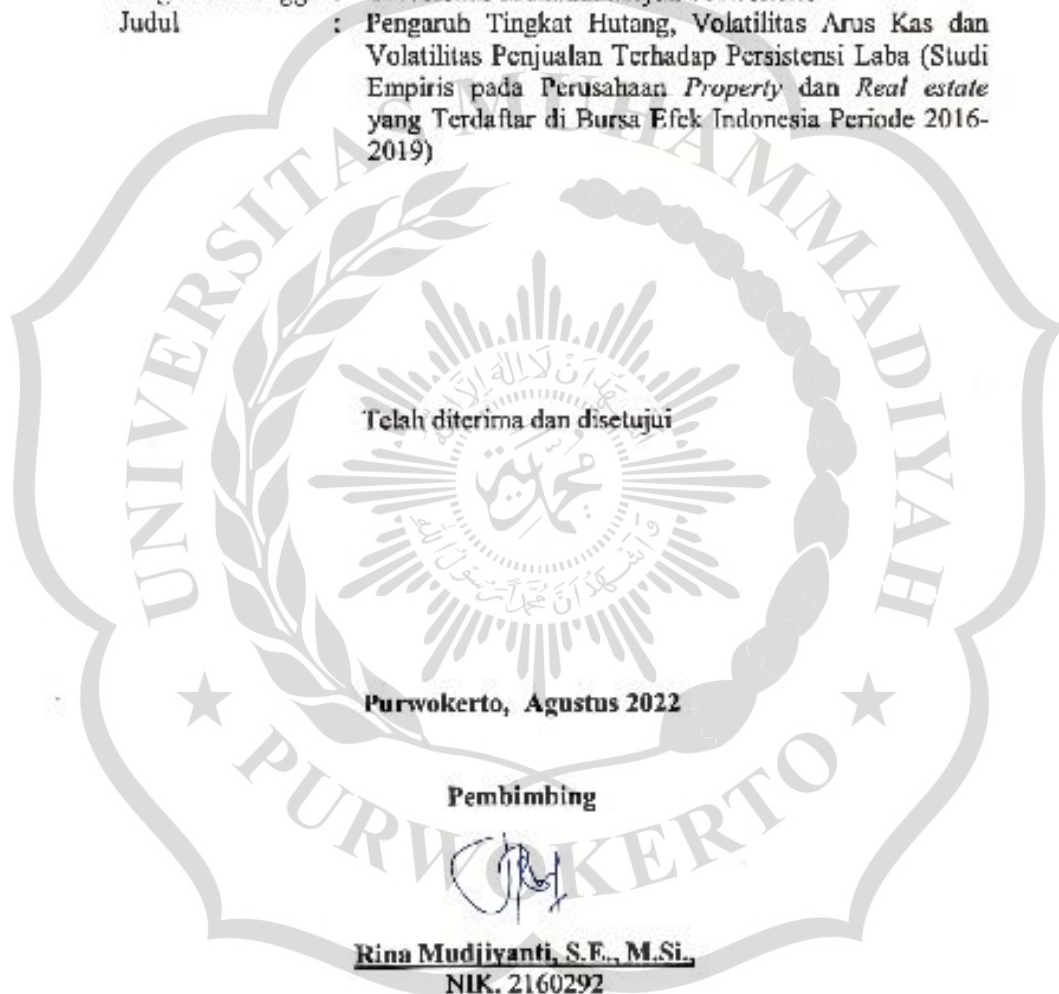 Judul : Pengaruh Tingkat Hutang, Volatilitas Arus Kas dan
Volatilitas Penjualan Terhadap Persistensi Laba (Studi
Empiris pada Perusahaan Property dan Real estate
yang Terdaftar di Bursa Efek Indonesia Periode 2016-
2019)
UNIVERSITAS MUHAMMADIYAH
Telah diterima dan disetujui
Purwokerto, Agustus 2022
PURWOKERTO
Pembimbing
Rina Mudjiyanti, S.E., M.Si.,
NIK. 2160292